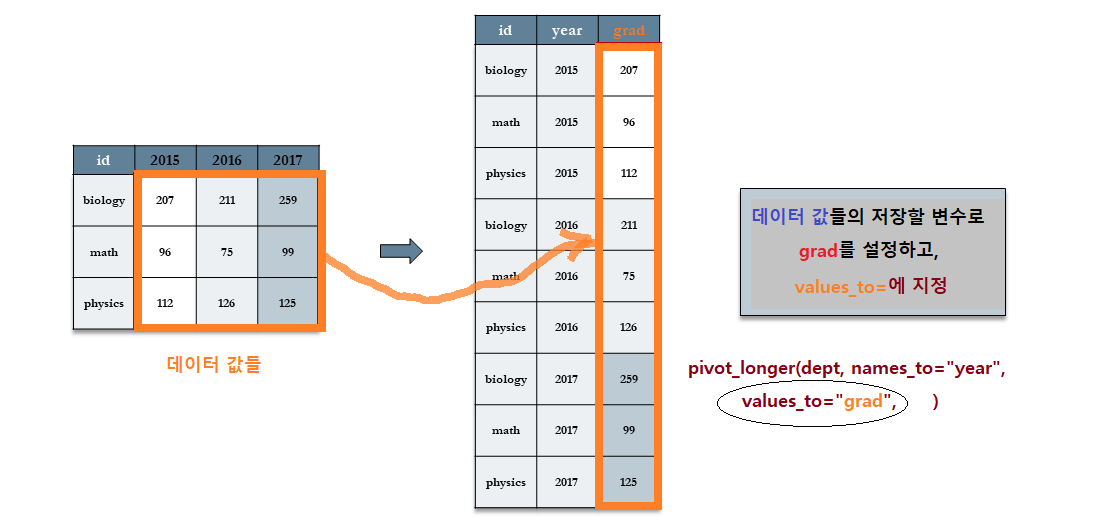 id 2015 2016 2017
biology 207 211 259
math 96 75 99
physics 112 126 125
데이터 값들
id year grad
biology 2015 207
math 2015 96
physics 2015 112
biology 2016 211
math 2016 75
physics 2016 126
biology 2017 259
math 2017 99
physics 2017 125
데이터 값들의 저장할 변수로
grad를 설정하고,
values_to=에 지정
pivot_longer(dept, names_to="year",
values_to="grad", )